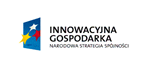 INNOWACYJNA
GOSPODARKA
NARODOWA STRATEGIA SPÓJNOŚCI